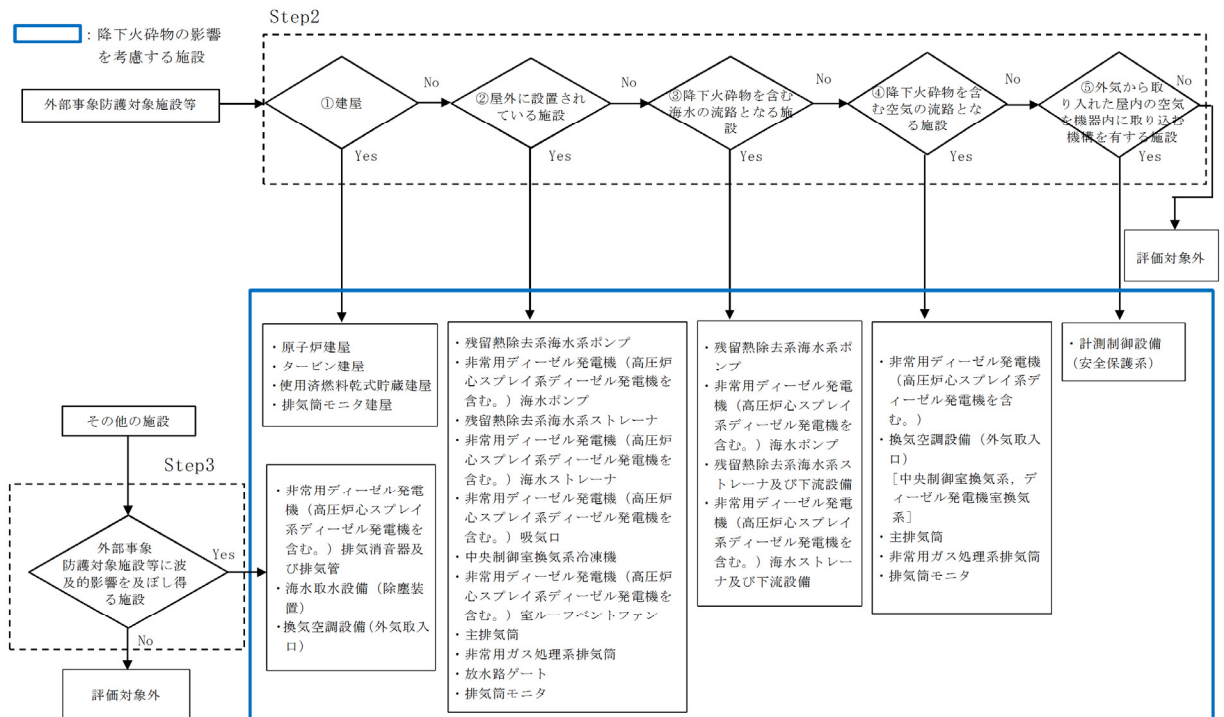 Step2
：降下火砕物の影響
を考慮する施設
外部事象防護対象施設等
①建屋
No
Yes
②屋外に設置され
ている施設
No
Yes
③降下火砕物を含む
海水の流路となる施
設
No
Yes
④降下火砕物を含
む空気の流路とな
る施設
No
Yes
⑤外気から取
り入れた屋内の空気
を機器内に取り込む
機構を有する施設
No
Yes
評価対象外
・原子炉建屋
・タービン建屋
・使用済燃料乾式貯蔵建屋
・排気筒モニタ建屋
・残留熱除去系海水系ポンプ
・非常用ディーゼル発電機（高圧炉
心スプレイ系ディーゼル発電機を
含む。）海水ポンプ
・残留熱除去系海水系ストレーナ
・非常用ディーゼル発電機（高圧炉
心スプレイ系ディーゼル発電機を
含む。）海水ストレーナ
・非常用ディーゼル発電機（高圧炉
心スプレイ系ディーゼル発電機を
含む。）吸気口
・中央制御室換気系冷凍機
・非常用ディーゼル発電機（高圧炉
心スプレイ系ディーゼル発電機を
含む。）室ルーフベントファン
・主排気筒
・非常用ガス処理系排気筒
・放水路ゲート
・排気筒モニタ
・残留熱除去系海水系ポ
ンプ
・非常用ディーゼル発電
機（高圧炉心スプレイ
系ディーゼル発電機を
含む。）海水ポンプ
・残留熱除去系海水系ス
トレーナ及び下流設備
・非常用ディーゼル発電
機（高圧炉心スプレイ
系ディーゼル発電機を
含む。）海水ストレー
ナ及び下流設備
・非常用ディーゼル発電機
（高圧炉心スプレイ系デ
ィーゼル発電機を含
む。）
・換気空調設備（外気取入
口）
［中央制御室換気系，デ
ィーゼル発電機室換気
系］
・主排気筒
・非常用ガス処理系排気筒
・排気筒モニタ
・計測制御設備
（安全保護系）
その他の施設
Step3
外部事象
防護対象施設等に波
及的影響を及ぼし得
る施設
Yes
No
評価対象外
・非常用ディーゼル発電
機（高圧炉心スプレイ
系ディーゼル発電機を
含む。）排気消音器及
び排気管
・海水取水設備（除塵装
置）
・換気空調設備（外気取入
口）